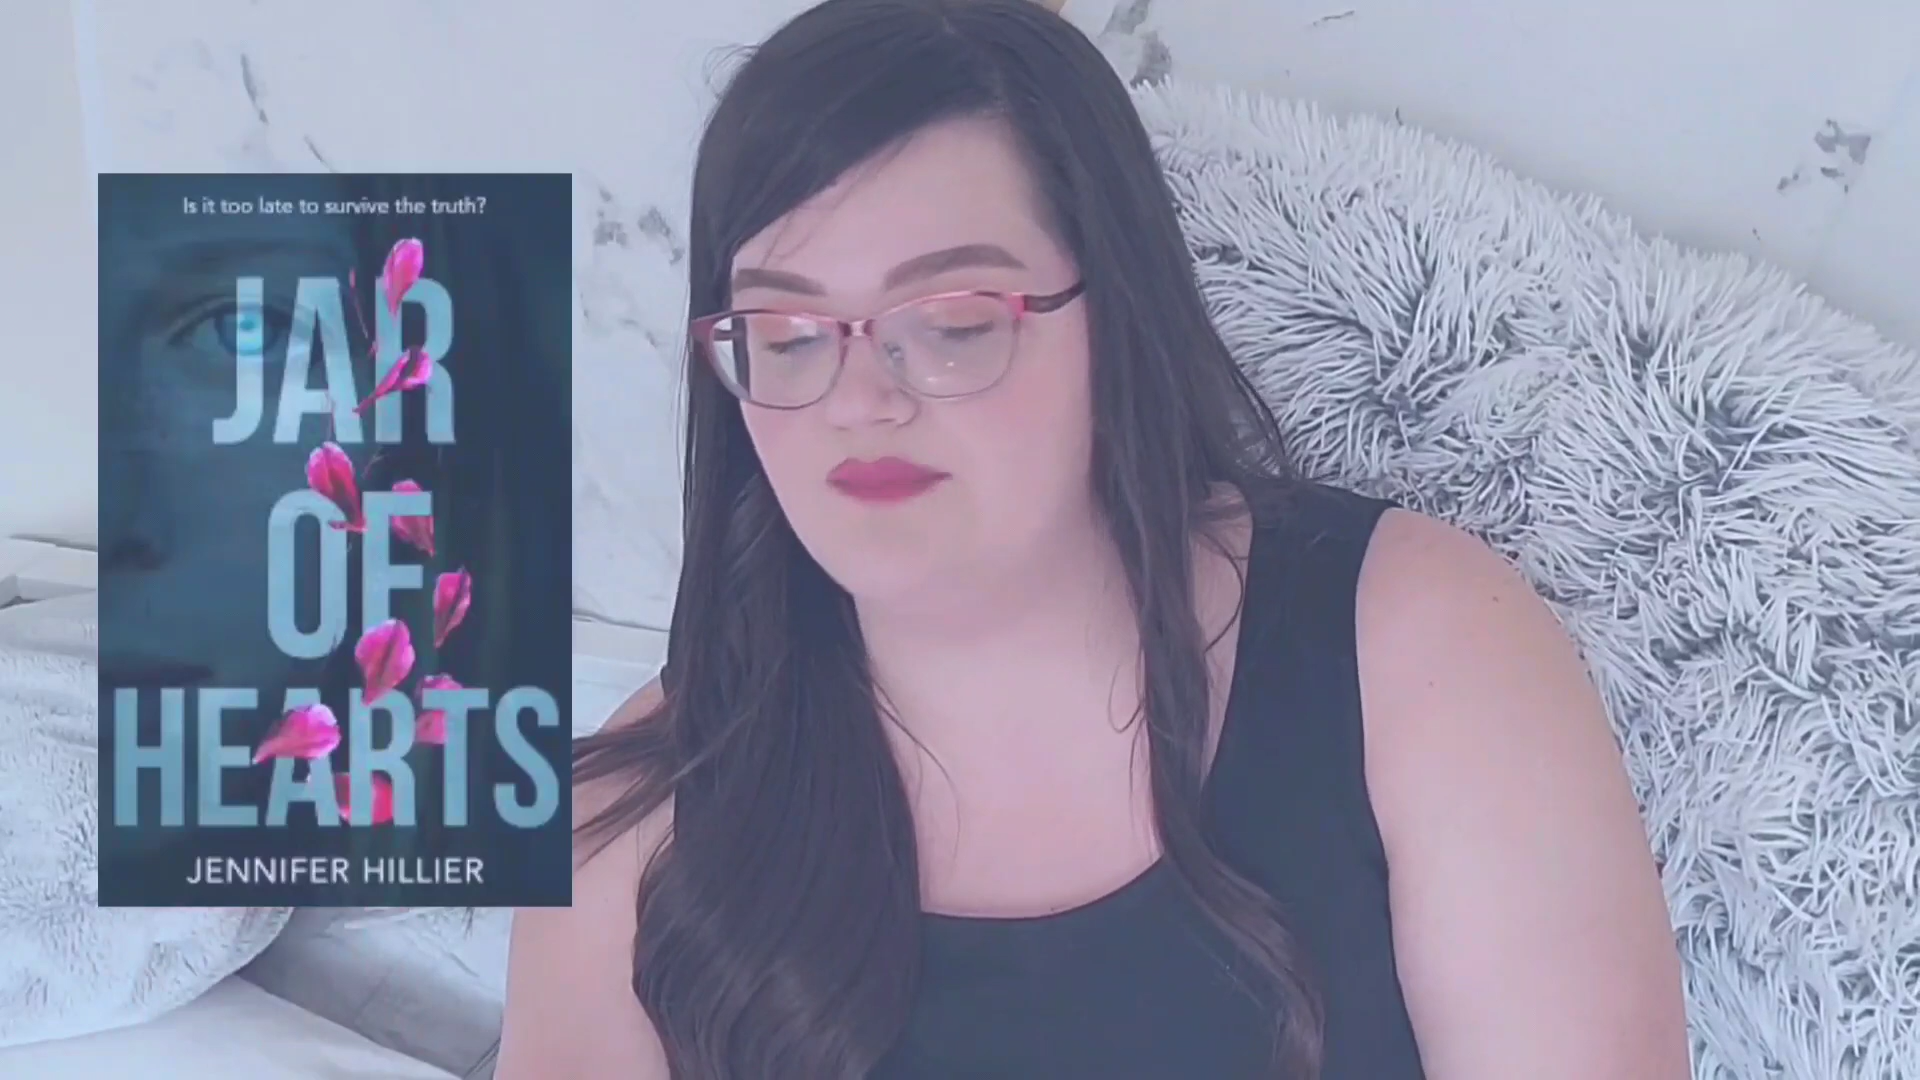 Is it too late to survive the truth?
JAR
OF
HEARTS
JENNIFER HILLIER